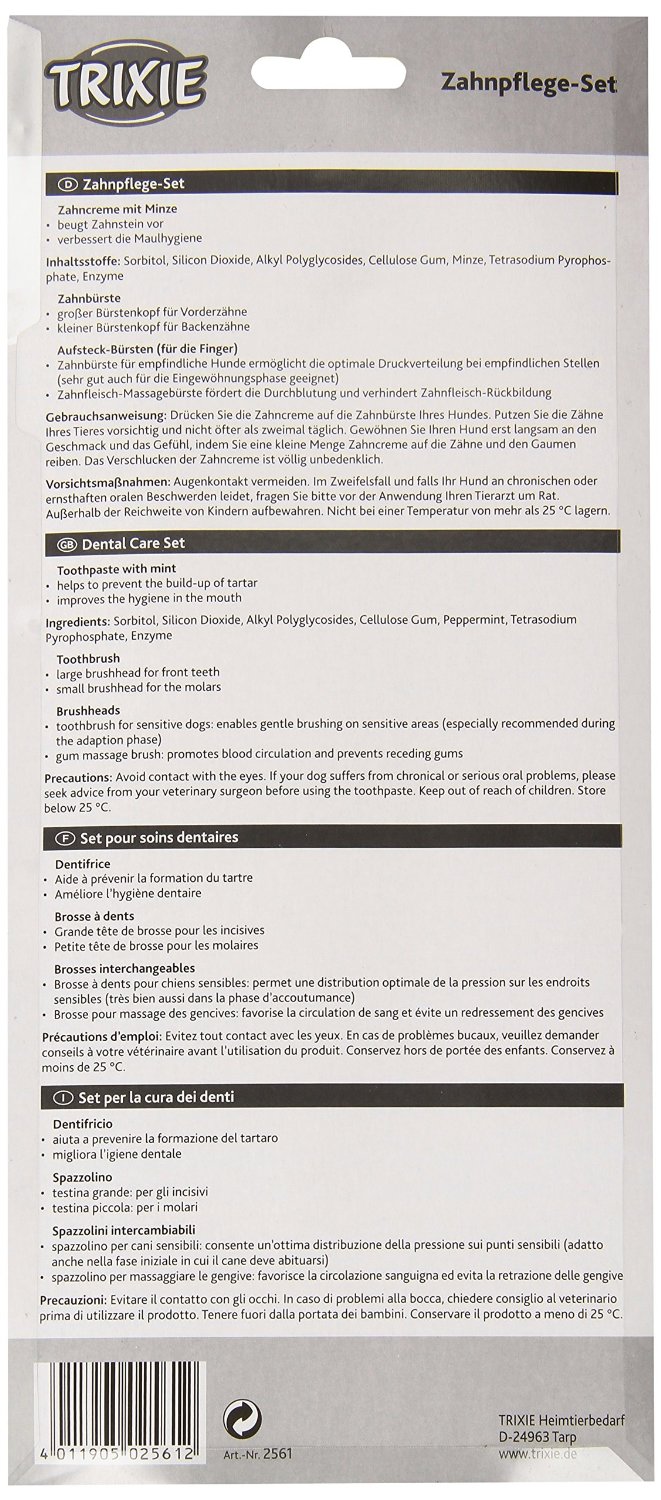 TRIXIE
Zahnpflege-Set
D Zahnpflege-Set
Zahncreme mit Minze
• beugt Zahnstein vor
• verbessert die Maulhygiene
Inhaltsstoffe: Sorbitol, Silicon Dioxide, Alkyl Polyglycosides, Cellulose Gum, Minze, Tetrasodium Pyrophos-
phate, Enzyme
Zahnbürste
• großer Bürstenkopf für Vorderzähne
• kleiner Bürstenkopf für Backenzähne
Aufsteck-Bürsten (für die Finger)
• Zahnbürste für empfindliche Hunde ermöglicht die optimale Druckverteilung bei empfindlichen Stellen
(sehr gut auch für die Eingewöhnungsphase geeignet)
• Zahnfleisch-Massagebürste fördert die Durchblutung und verhindert Zahnfleisch-Rückbildung
Gebrauchsanweisung: Drücken Sie die Zahncreme auf die Zahnbürste Ihres Hundes. Putzen Sie die Zähne
Ihres Tieres vorsichtig und nicht öfter als zweimal täglich. Gewöhnen Sie Ihren Hund erst langsam an den
Geschmack und das Gefühl, indem Sie eine kleine Menge Zahncreme auf die Zähne und den Gaumen
reiben. Das Verschlucken der Zahncreme ist völlig unbedenklich.
Vorsichtsmaßnahmen: Augenkontakt vermeiden. Im Zweifelsfall und falls Ihr Hund an chronischen oder
ernsthaften oralen Beschwerden leidet, fragen Sie bitte vor der Anwendung Ihren Tierarzt um Rat.
Außerhalb der Reichweite von Kindern aufbewahren. Nicht bei einer Temperatur von mehr als 25 °C lagern.
GB Dental Care Set
Toothpaste with mint
• helps to prevent the build-up of tartar
• improves the hygiene in the mouth
Ingredients: Sorbitol, Silicon Dioxide, Alkyl Polyglycosides, Cellulose Gum, Peppermint, Tetrasodium
Pyrophosphate, Enzyme
Toothbrush
• large brushhead for front teeth
• small brushhead for the molars
Brushheads
• toothbrush for sensitive dogs: enables gentle brushing on sensitive areas (especially recommended during
the adaption phase)
• gum massage brush: promotes blood circulation and prevents receding gums
Precautions: Avoid contact with the eyes. If your dog suffers from chronical or serious oral problems, please
seek advice from your veterinary surgeon before using the toothpaste. Keep out of reach of children. Store
below 25 °C.
F Set pour soins dentaires
Dentifrice
• Aide à prévenir la formation du tartre
• Améliore l'hygiène dentaire
Brosse à dents
• Grande tête de brosse pour les incisives
• Petite tête de brosse pour les molaires
Brosses interchangeables
• Brosse à dents pour chiens sensibles: permet une distribution optimale de la pression sur les endroits
sensibles (très bien aussi dans la phase d'accoutumance)
• Brosse pour massage des gencives: favorise la circulation de sang et évite un redressement des gencives
Précautions d'emploi: Evitez tout contact avec les yeux. En cas de problèmes bucaux, veuillez demander
conseils à votre vétérinaire avant l'utilisation du produit. Conservez hors de portée des enfants. Conservez à
moins de 25 °C.
I Set per la cura dei denti
Dentifricio
• aiuta a prevenire la formazione del tartaro
• migliora l'igiene dentale
Spazzolino
• testina grande: per gli incisivi
• testina piccola: per i molari
Spazzolini intercambiabili
• spazzolino per cani sensibili: consente un'ottima distribuzione della pressione sui punti sensibili (adatto
anche nella fase iniziale in cui il cane deve abituarsi)
• spazzolino per massaggiare le gengive: favorisce la circolazione sanguigna ed evita la retrazione delle gengive
Precauzioni: Evitare il contatto con gli occhi. In caso di problemi alla bocca, chiedere consiglio al veterinario
prima di utilizzare il prodotto. Tenere fuori dalla portata dei bambini. Conservare il prodotto a meno di 25 °C.
4 011905 025612
Art.-Nr. 2561
TRIXIE Heimtierbedarf
D-24963 Tarp
www.trixie.de